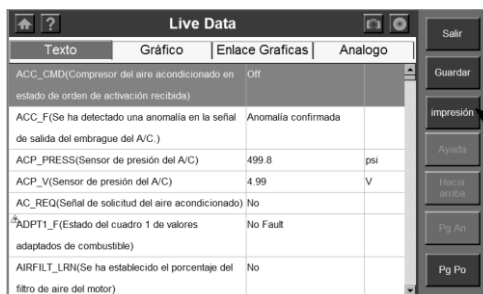 ?
Live Data
Texto
Gráfico
Enlace Graficas
Analogo
ACC_CMD(Compresor del aire acondicionado en
estado de orden de activación recibida)
Off
ACC_F(Se ha detectado una anomalía en la señal
de salida del embrague del A/C.)
Anomalía confirmada
ACP_PRESS(Sensor de presión del A/C)
499.8
psi
ACP_V(Sensor de presión del A/C)
4.99
V
AC_REQ(Señal de solicitud del aire acondicionado)
No
ADPT1_F(Estado del cuadro 1 de valores
adaptados de combustible)
No Fault
AIRFILT_LRN(Se ha establecido el porcentaje del
filtro de aire del motor)
No
Salir
Guardar
impresión
Ayuda
Hacia
arriba
Pg An
Pg Po